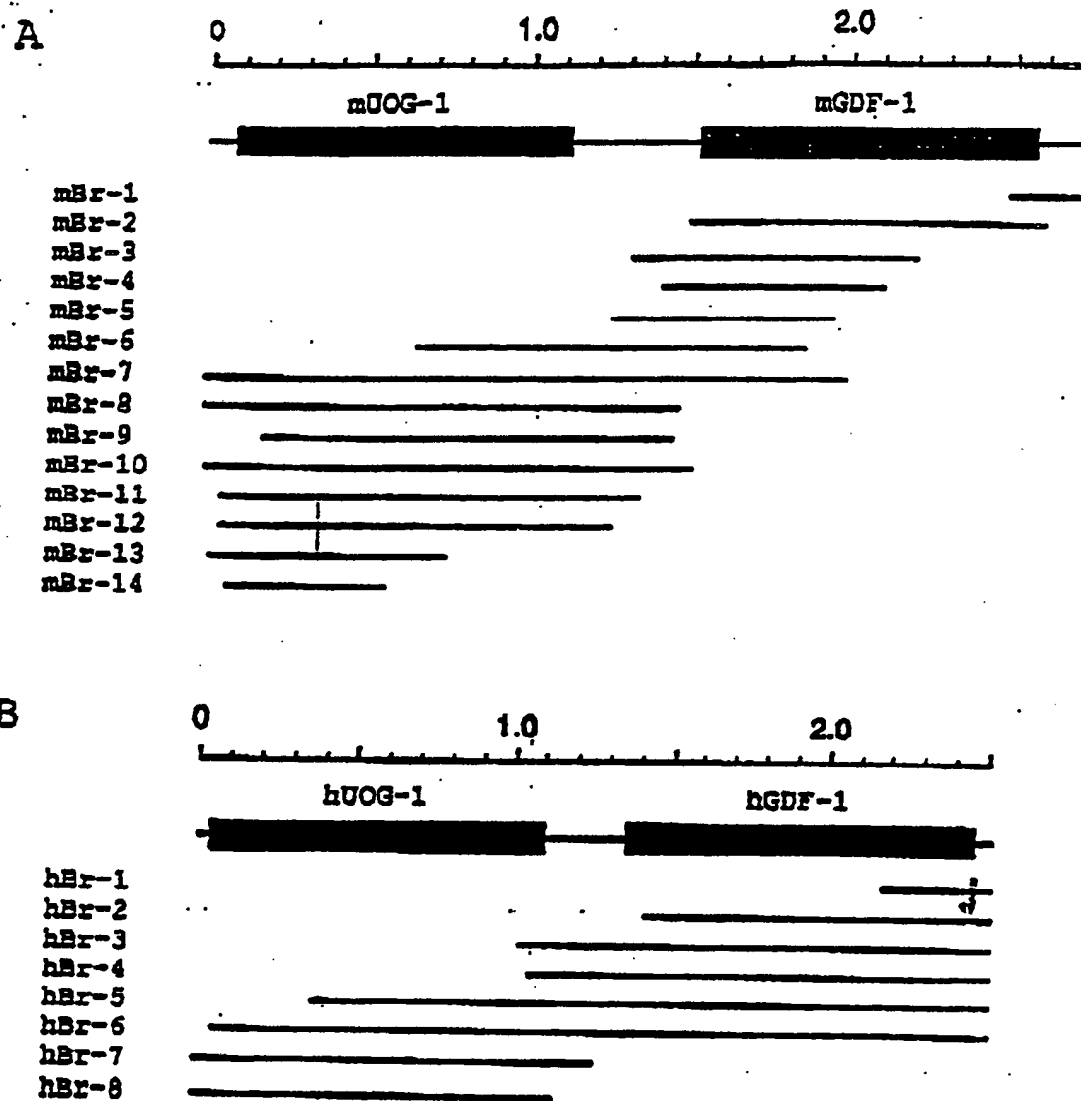 A
0 1.0 2.0
mUOG-1 mGDF-1
mBr-1
mBr-2
mBr-3
mBr-4
mBr-5
mBr-6
mBr-7
mBr-8
mBr-9
mBr-10
mBr-11
mBr-12
mBr-13
mBr-14
B
0 1.0 2.0
hUOG-1 hGDF-1
hBr-1
hBr-2
hBr-3
hBr-4
hBr-5
hBr-6
hBr-7
hBr-8